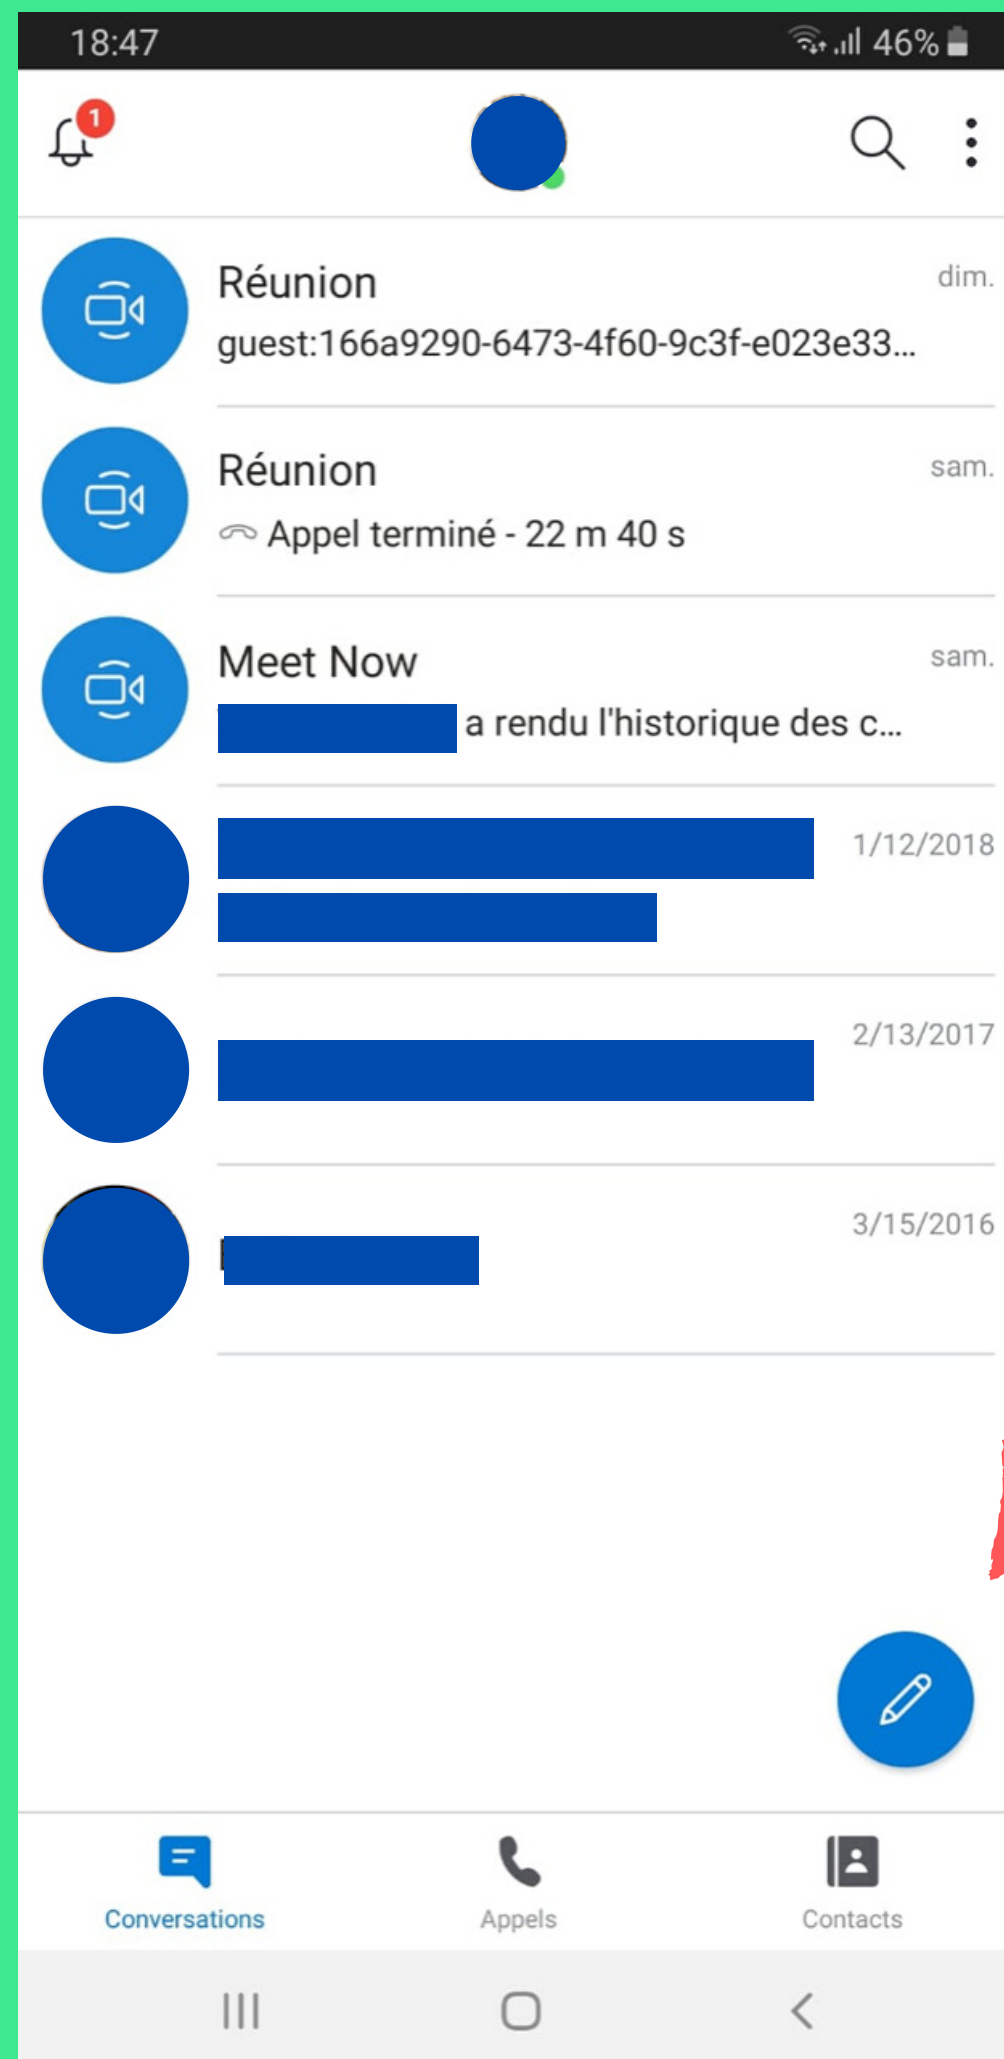 18:47
46%
1
Réunion
dim.
guest:166a9290-6473-4f60-9c3f-e023e33...
Réunion
sam.
Appel terminé - 22 m 40 s
Meet Now
sam.
a rendu l'historique des c...
1/12/2018
2/13/2017
3/15/2016
Conversations
Appels
Contacts